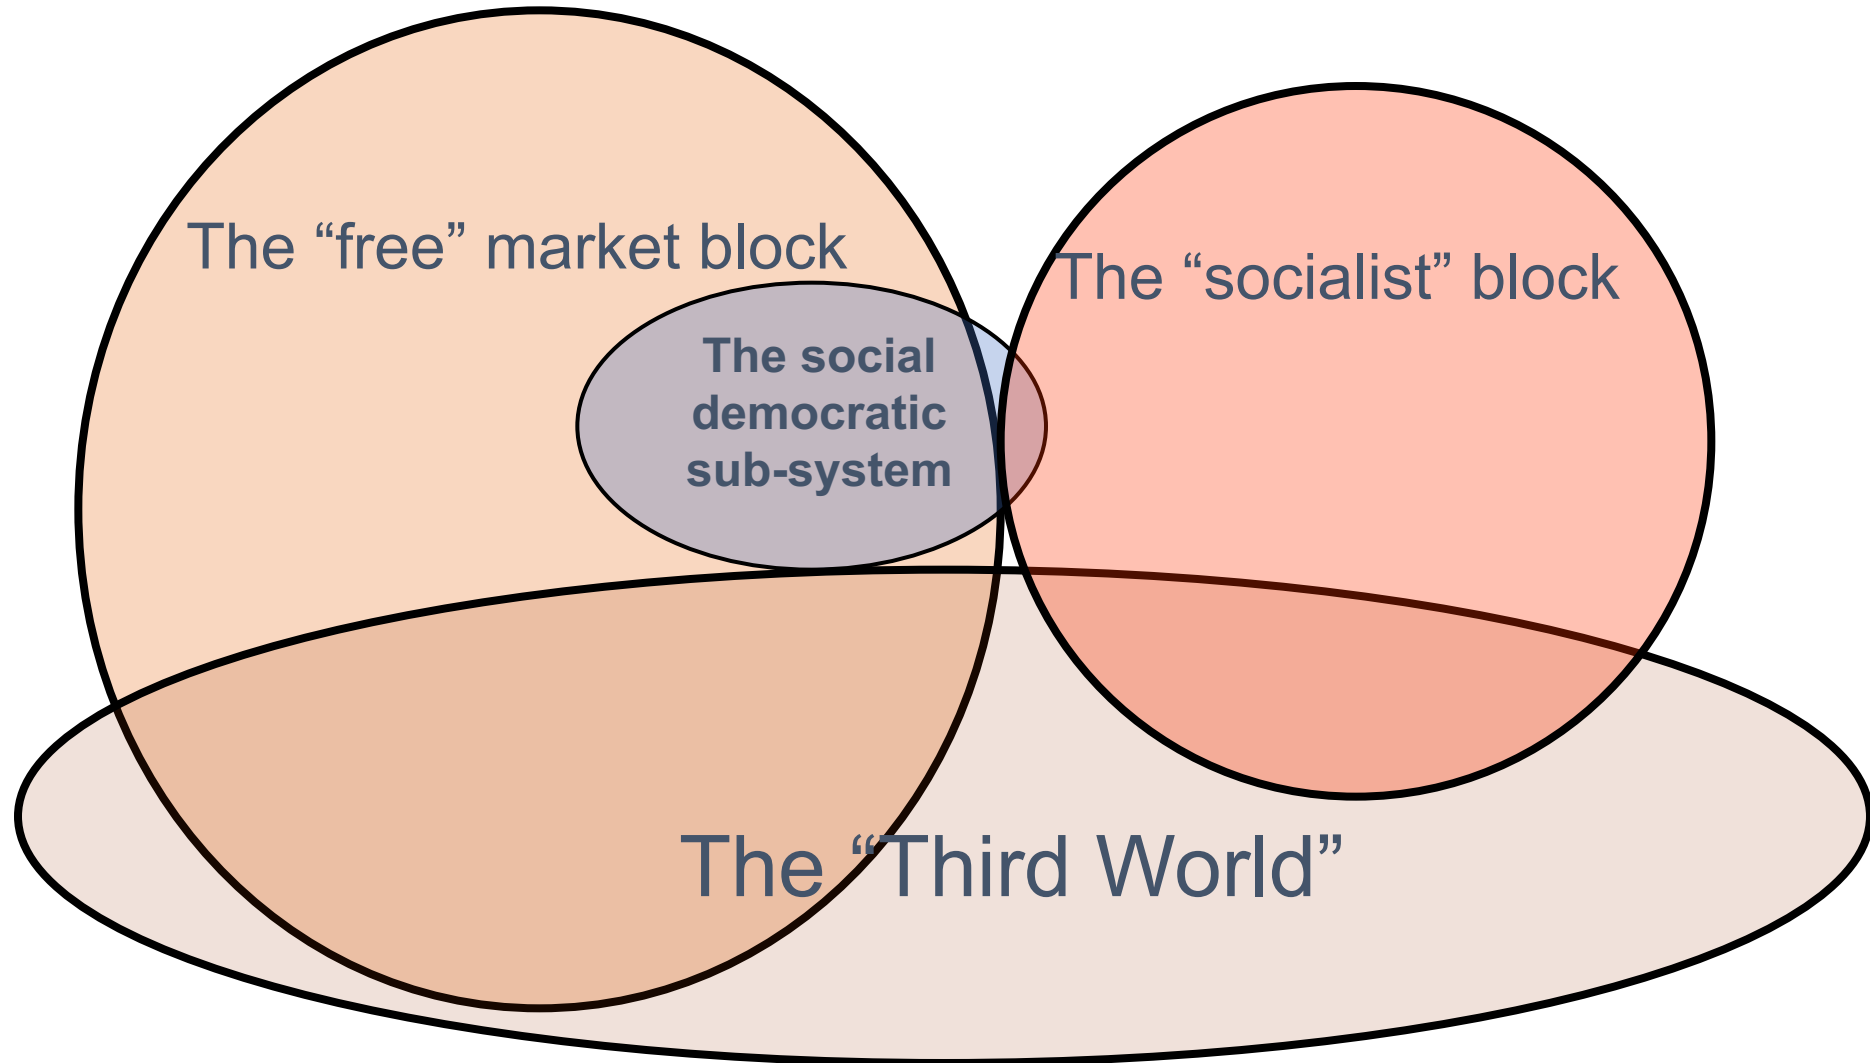 The “free” market block
The “socialist” block
The social
democratic
sub-system
The “Third World”